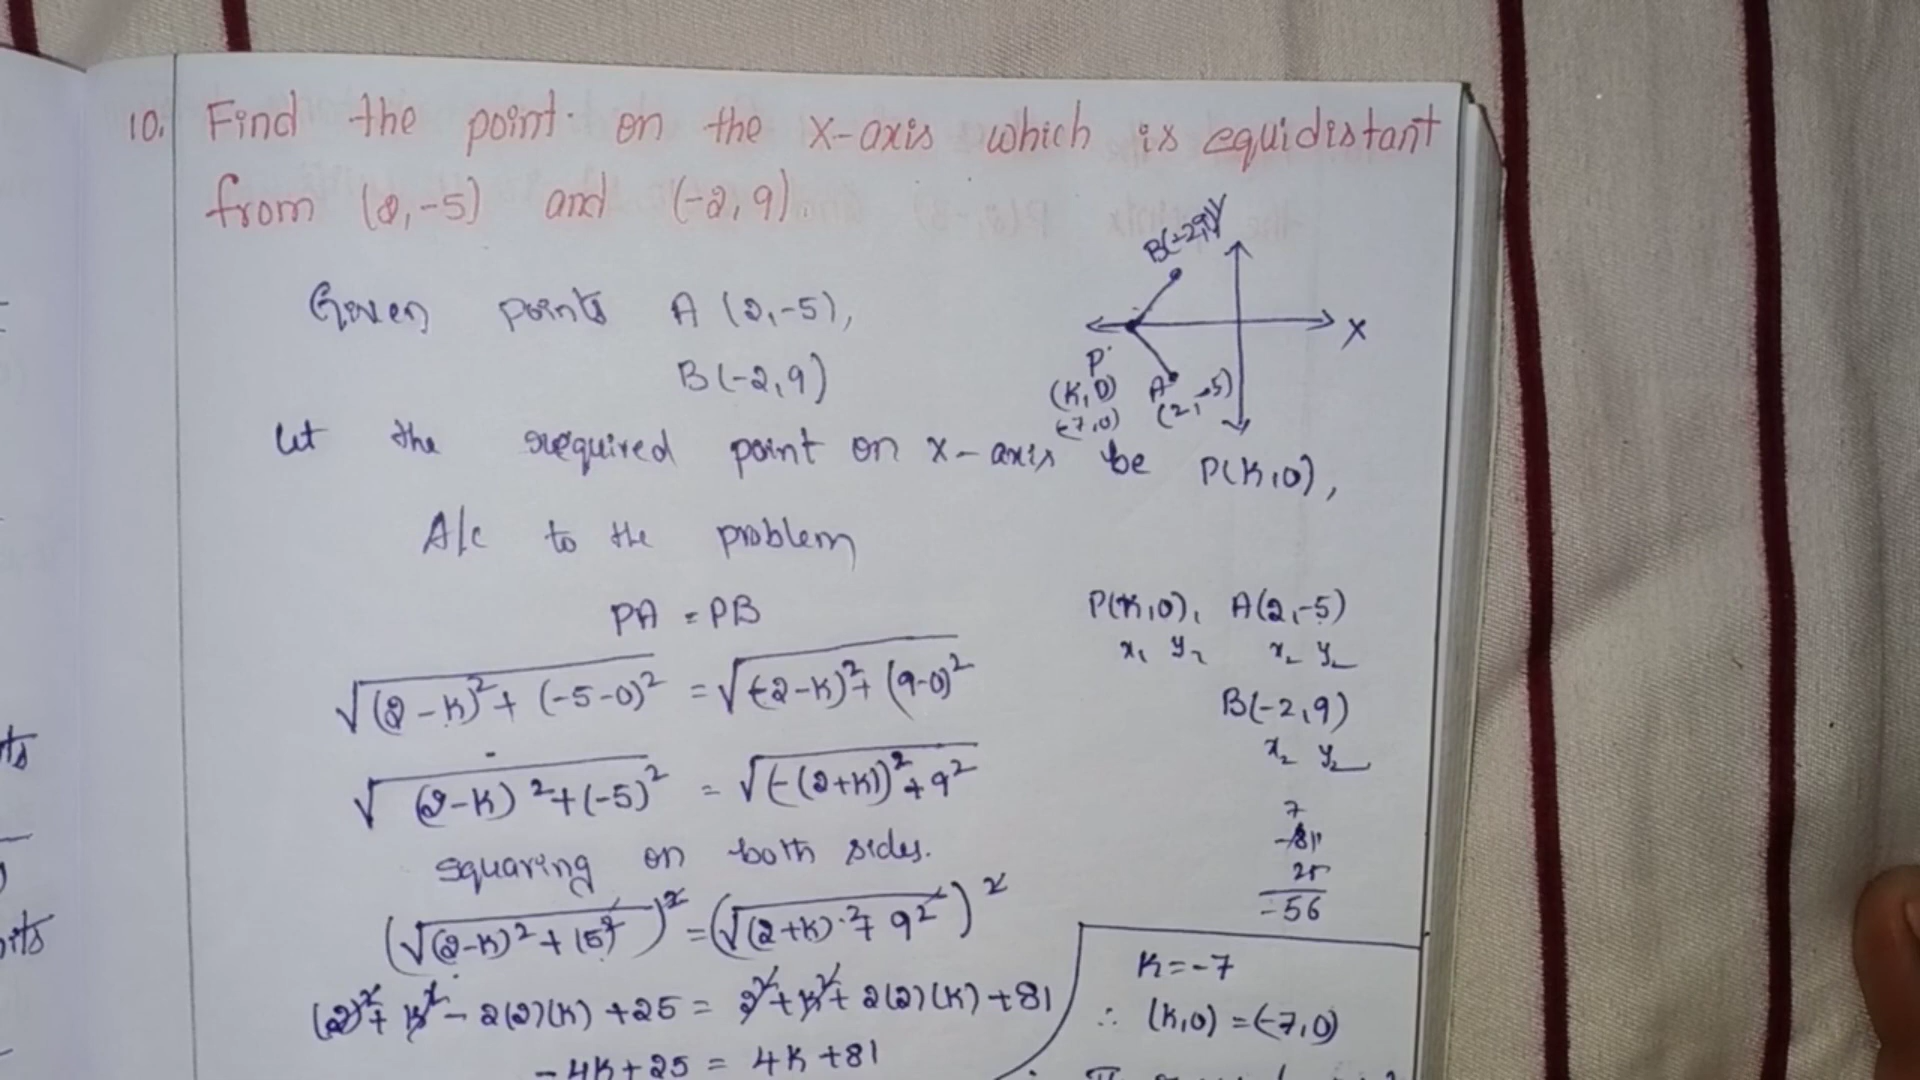 10. Find the point on the x-axis which is equidistant
from (2,-5) and (-2,9).
B(-2,9) Y
Given points A (2,-5),
X
B(-2,9)
P
(K,0) A (2,-5)
(-7,0)
Let the required point on x-axis be P(K,0),
A/c to the problem
PA = PB
P(K,0), A(2,-5)
x₁ y₂ x₂ y₂
√(2-K)²+(-5-0)² = √(-2-K)²+(9-0)²
B(-2,9)
x₂ y₂
√(2-K)²+(-5)² = √(-(2+K))²+9²
7
-81
25
-56
squaring on both sides.
(√(2-K)²+(5)²)² = (√(2+K)²+9²)²
K=-7
(2)²+K²-2(2)(K)+25 = 2²+K²+2(2)(K)+81
∴ (K,0) = (-7,0)
-4K+25 = 4K+81